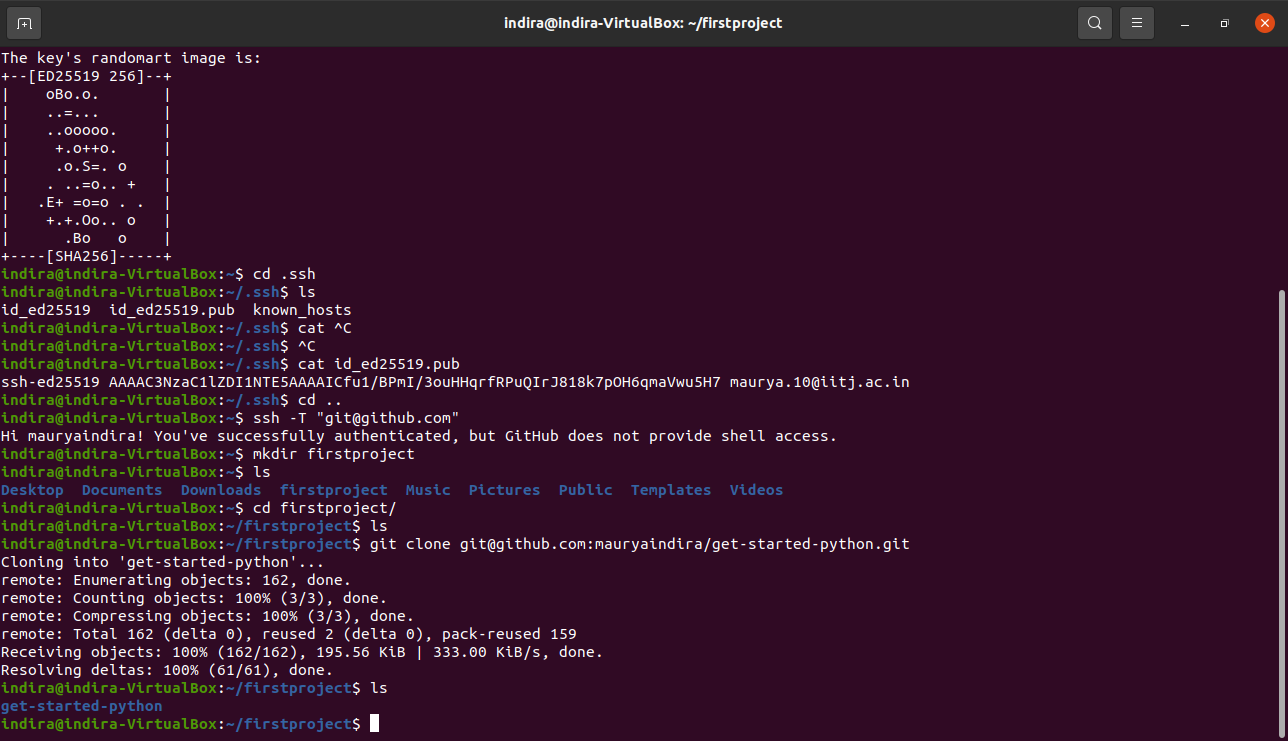 indira@indira-VirtualBox: ~/firstproject
The key's randomart image is:
+--[ED25519 256]--+
|    oBo.o.       |
|    ..=...       |
|    ..ooooo.     |
|     +.o++o.     |
|     .o.S=. o    |
|    . ..=o.. +   |
|   .E+ =o=o . .  |
|    +.+.Oo.. o   |
|      .Bo   o    |
+----[SHA256]-----+
indira@indira-VirtualBox:~$ cd .ssh
indira@indira-VirtualBox:~/.ssh$ ls
id_ed25519  id_ed25519.pub  known_hosts
indira@indira-VirtualBox:~/.ssh$ cat ^C
indira@indira-VirtualBox:~/.ssh$ ^C
indira@indira-VirtualBox:~/.ssh$ cat id_ed25519.pub
ssh-ed25519 AAAAC3NzaC1lZDI1NTE5AAAAICfu1/BPmI/3ouHHqrfRPuQIrJ818k7pOH6qmaVwu5H7 maurya.10@iitj.ac.in
indira@indira-VirtualBox:~/.ssh$ cd ..
indira@indira-VirtualBox:~$ ssh -T "git@github.com"
Hi mauryaindira! You've successfully authenticated, but GitHub does not provide shell access.
indira@indira-VirtualBox:~$ mkdir firstproject
indira@indira-VirtualBox:~$ ls
Desktop  Documents  Downloads  firstproject  Music  Pictures  Public  Templates  Videos
indira@indira-VirtualBox:~$ cd firstproject/
indira@indira-VirtualBox:~/firstproject$ ls
indira@indira-VirtualBox:~/firstproject$ git clone git@github.com:mauryaindira/get-started-python.git
Cloning into 'get-started-python'...
remote: Enumerating objects: 162, done.
remote: Counting objects: 100% (3/3), done.
remote: Compressing objects: 100% (3/3), done.
remote: Total 162 (delta 0), reused 2 (delta 0), pack-reused 159
Receiving objects: 100% (162/162), 195.56 KiB | 333.00 KiB/s, done.
Resolving deltas: 100% (61/61), done.
indira@indira-VirtualBox:~/firstproject$ ls
get-started-python
indira@indira-VirtualBox:~/firstproject$